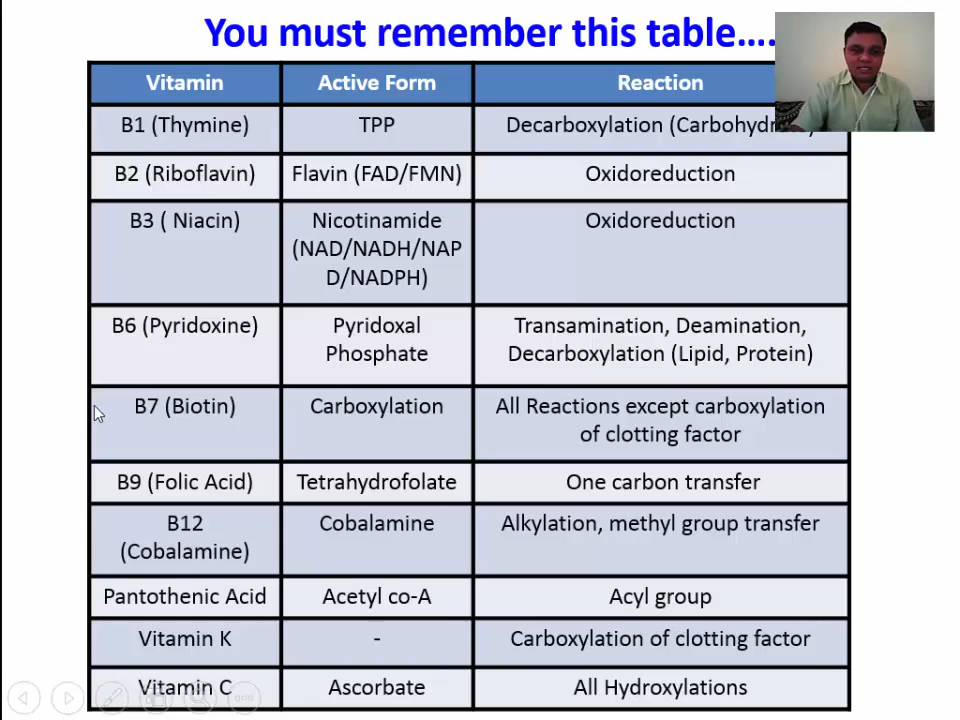 You must remember this table….
Vitamin Active Form Reaction
B1 (Thymine) TPP Decarboxylation
B2 (Riboflavin) Flavin (FAD/FMN) Oxidoreduction
B3 ( Niacin) Nicotinamide Oxidoreduction
(NAD/NADH/NAP
D/NADPH)
B6 (Pyridoxine) Pyridoxal Transamination, Deamination,
Phosphate Decarboxylation (Lipid, Protein)
B7 (Biotin) Carboxylation All Reactions except carboxylation
of clotting factor
B9 (Folic Acid) Tetrahydrofolate One carbon transfer
B12 Cobalamine Alkylation, methyl group transfer
(Cobalamine)
Pantothenic Acid Acetyl co-A Acyl group
Vitamin K - Carboxylation of clotting factor
Vitamin C Ascorbate All Hydroxylations